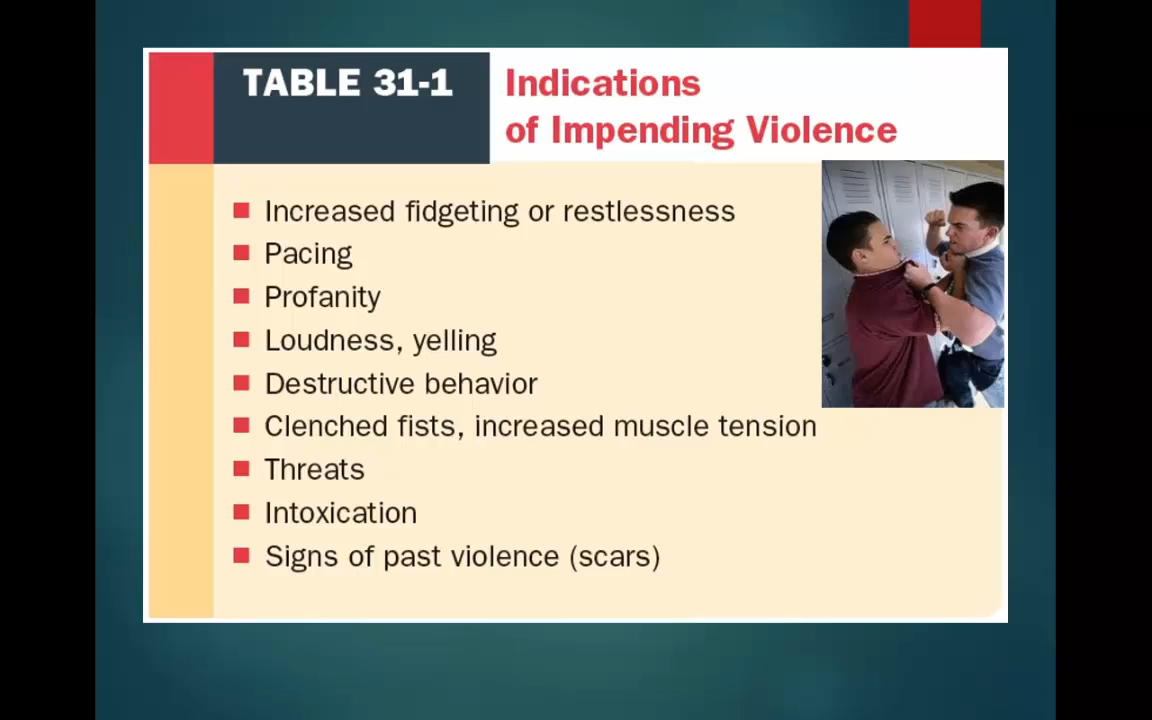 TABLE 31-1
Indications
of Impending Violence
Increased fidgeting or restlessness
Pacing
Profanity
Loudness, yelling
Destructive behavior
Clenched fists, increased muscle tension
Threats
Intoxication
Signs of past violence (scars)